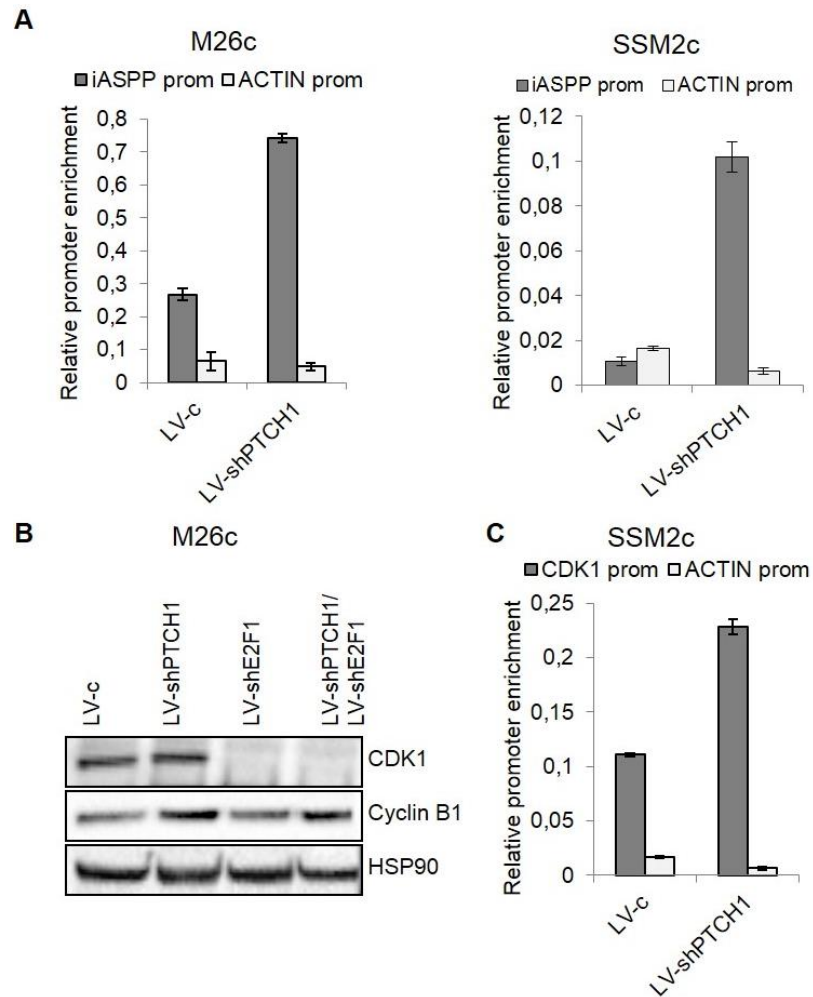 A
M26c
iASPP prom ACTIN prom
Relative promoter enrichment
0,8
0,7
0,6
0,5
0,4
0,3
0,2
0,1
0
LV-c
LV-shPTCH1
SSM2c
iASPP prom ACTIN prom
Relative promoter enrichment
0,12
0,1
0,08
0,06
0,04
0,02
0
LV-c
LV-shPTCH1
B
M26c
LV-c
LV-shPTCH1
LV-shE2F1
LV-shPTCH1/
LV-shE2F1
CDK1
Cyclin B1
HSP90
C
SSM2c
CDK1 prom ACTIN prom
Relative promoter enrichment
0,25
0,2
0,15
0,1
0,05
0
LV-c
LV-shPTCH1